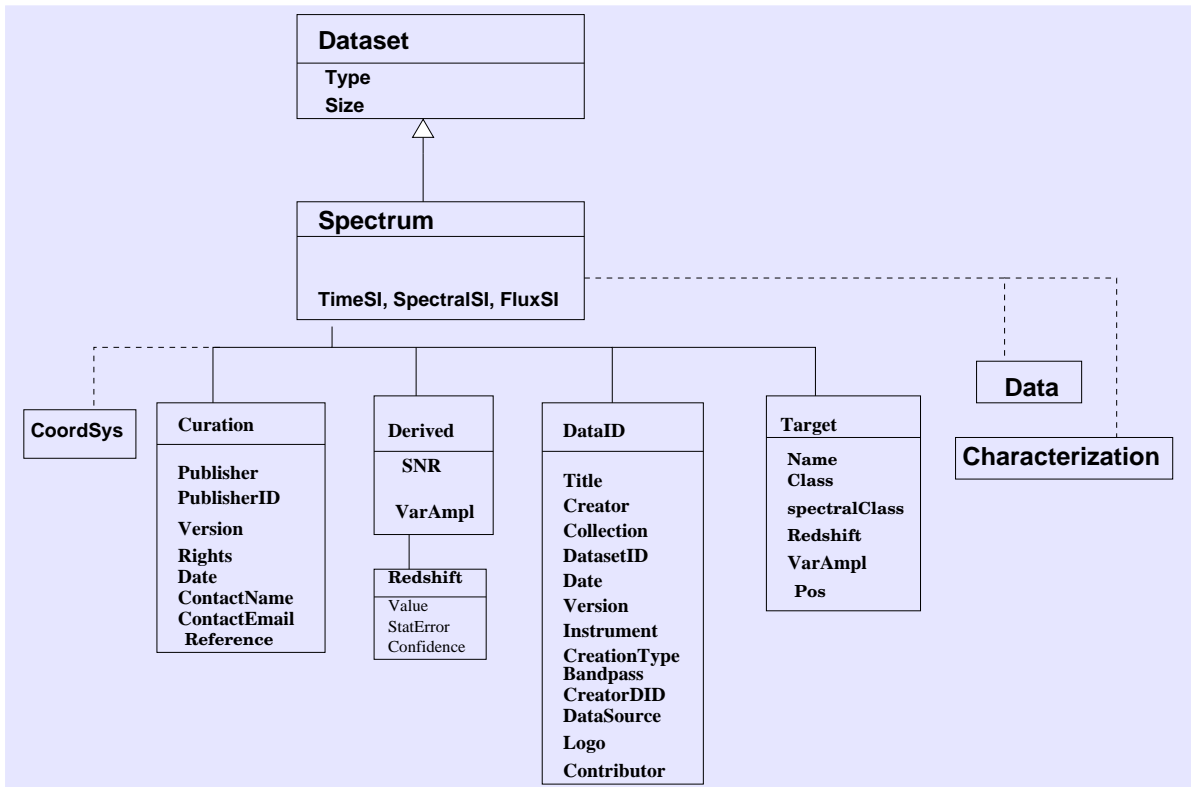 Dataset
Type
Size
Spectrum
TimeSI, SpectralSI, FluxSI
CoordSys
Curation
Publisher
PublisherID
Version
Rights
Date
ContactName
ContactEmail
Reference
Derived
SNR
VarAmpl
Redshift
Value
StatError
Confidence
DataID
Title
Creator
Collection
DatasetID
Date
Version
Instrument
CreationType
Bandpass
CreatorDID
DataSource
Logo
Contributor
Target
Name
Class
spectralClass
Redshift
VarAmpl
Pos
Data
Characterization